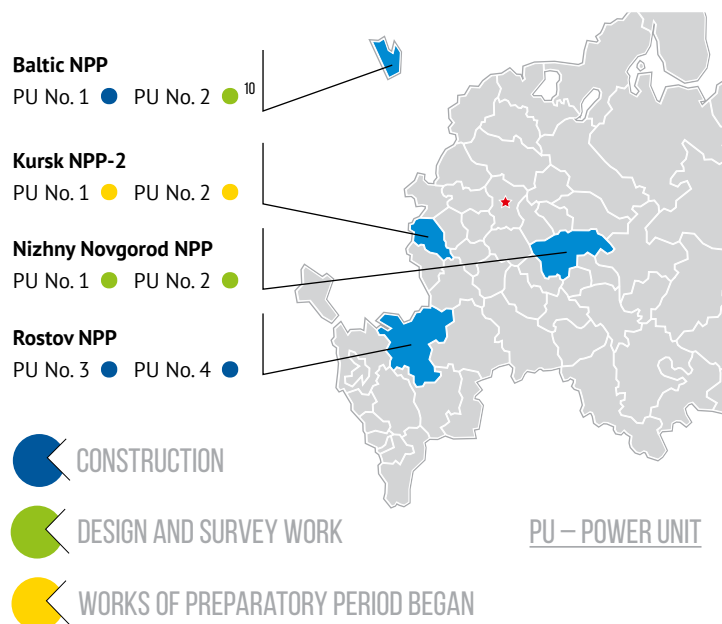 Baltic NPP
PU No. 1 PU No. 2 10
Kursk NPP-2
PU No. 1 PU No. 2
Nizhny Novgorod NPP
PU No. 1 PU No. 2
Rostov NPP
PU No. 3 PU No. 4
CONSTRUCTION
DESIGN AND SURVEY WORK
PU – POWER UNIT
WORKS OF PREPARATORY PERIOD BEGAN